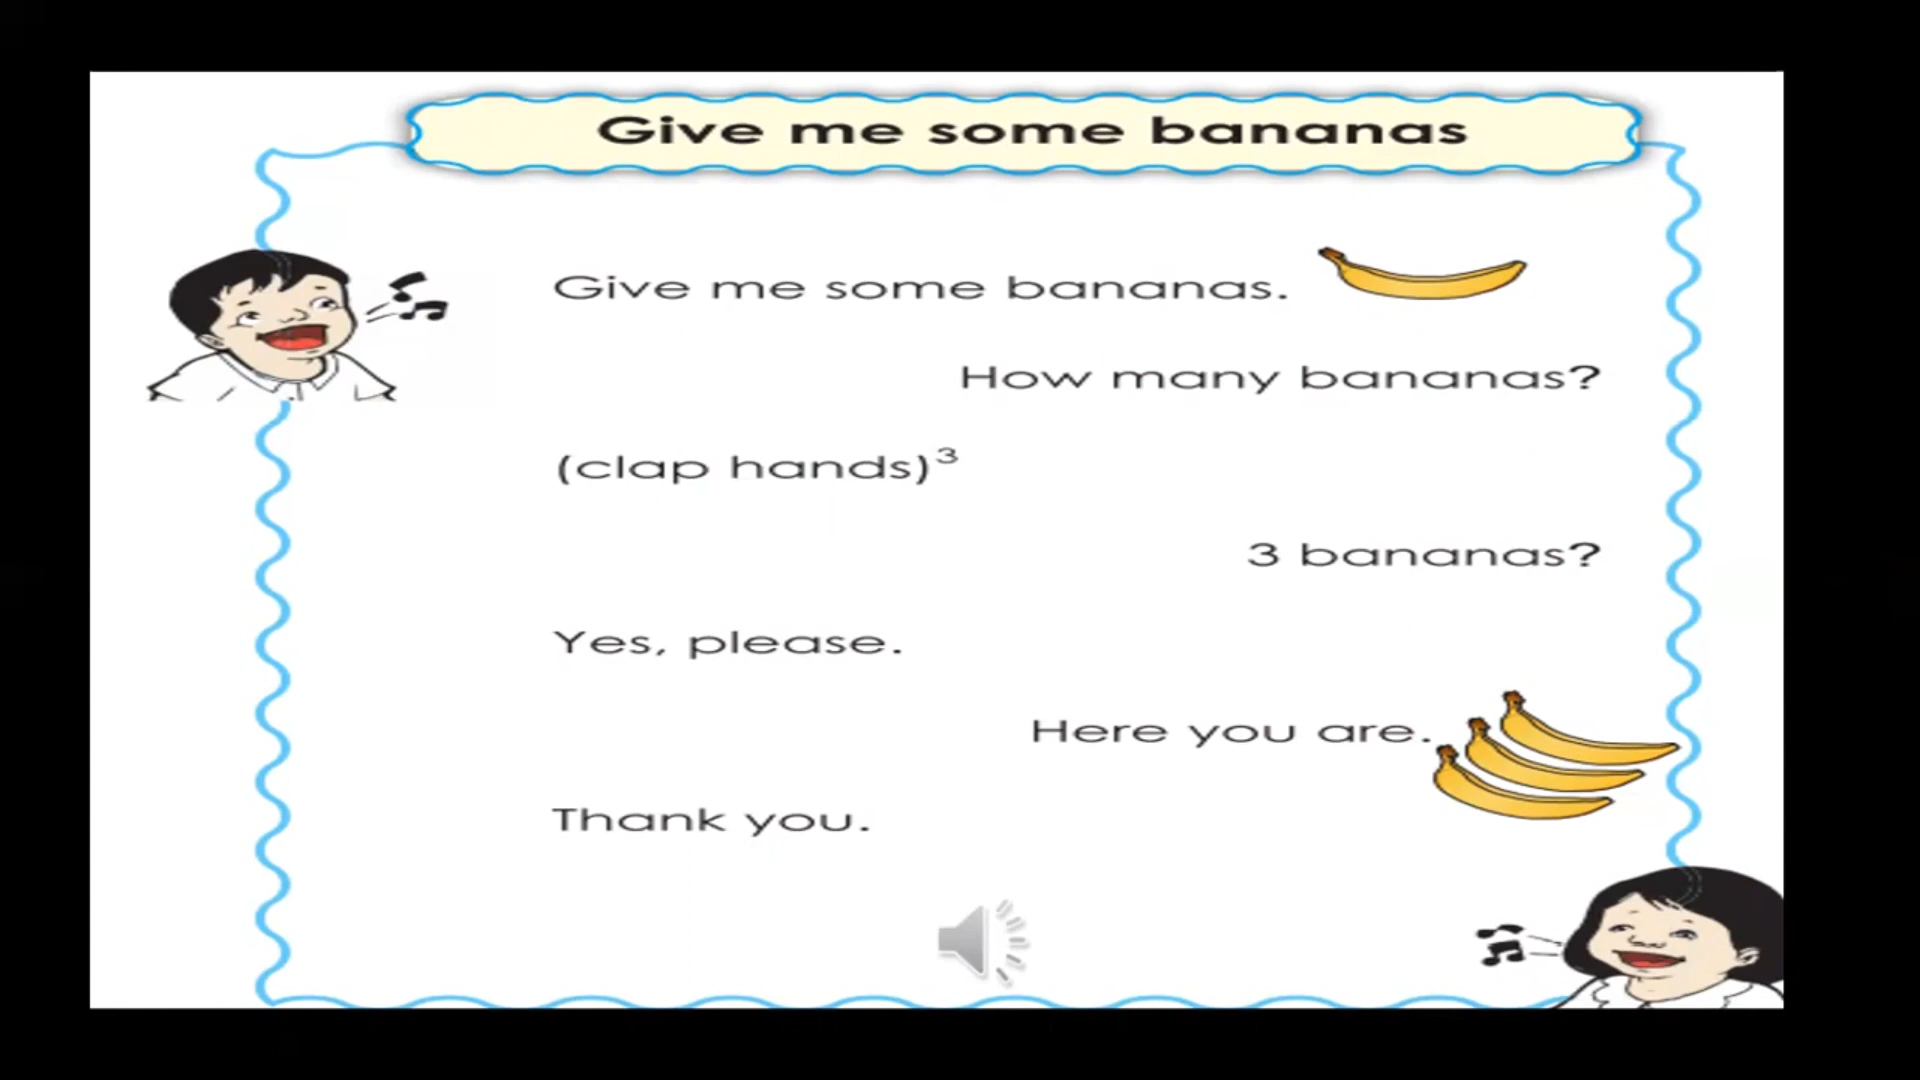 Give me some bananas
Give me some bananas.
How many bananas?
(clap hands)³
3 bananas?
Yes, please.
Here you are.
Thank you.